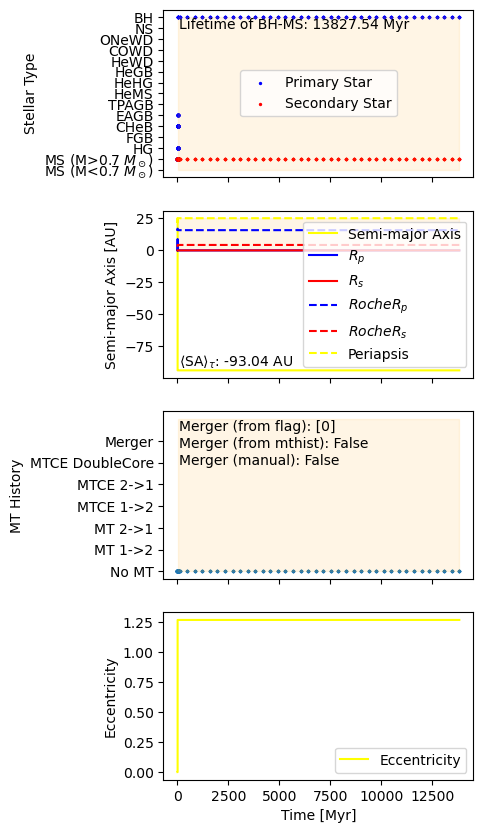 Stellar Type
BH
NS
ONeWD
COWD
HeWD
HeGB
HeHG
HeMS
TPAGB
EAGB
CHeB
FGB
HG
MS (M>0.7 M⊙)
MS (M<0.7 M⊙)
Lifetime of BH-MS: 13827.54 Myr
Primary Star
Secondary Star
Semi-major Axis [AU]
25
0
−25
−50
−75
Semi-major Axis
Rp
Rs
RocheRp
RocheRs
Periapsis
⟨SA⟩τ: -93.04 AU
MT History
Merger
MTCE DoubleCore
MTCE 2->1
MTCE 1->2
MT 2->1
MT 1->2
No MT
Merger (from flag): [0]
Merger (from mthist): False
Merger (manual): False
Eccentricity
1.25
1.00
0.75
0.50
0.25
0.00
Eccentricity
0 2500 5000 7500 10000 12500
Time [Myr]